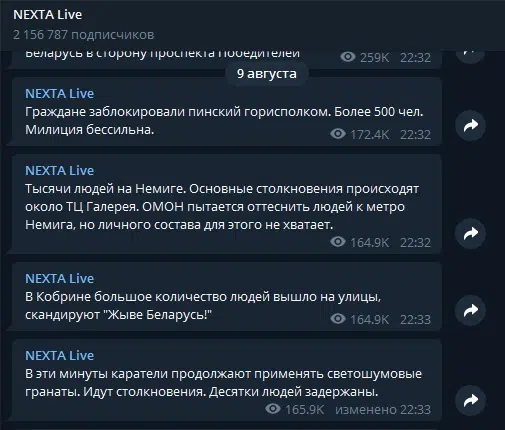 NEXTA Live
2 156 787 подписчиков
Беларусь в сторону проспекта Победителей
259K 22:32
9 августа
NEXTA Live
Граждане заблокировали пинский горисполком. Более 500 чел.
Милиция бессильна.
172.4K 22:32
NEXTA Live
Тысячи людей на Немиге. Основные столкновения происходят
около ТЦ Галерея. ОМОН пытается оттеснить людей к метро
Немига, но личного состава для этого не хватает.
164.9K 22:32
NEXTA Live
В Кобрине большое количество людей вышло на улицы,
скандируют "Жыве Беларусь!"
164.9K 22:33
NEXTA Live
В эти минуты каратели продолжают применять светошумовые
гранаты. Идут столкновения. Десятки людей задержаны.
165.9K изменено 22:33